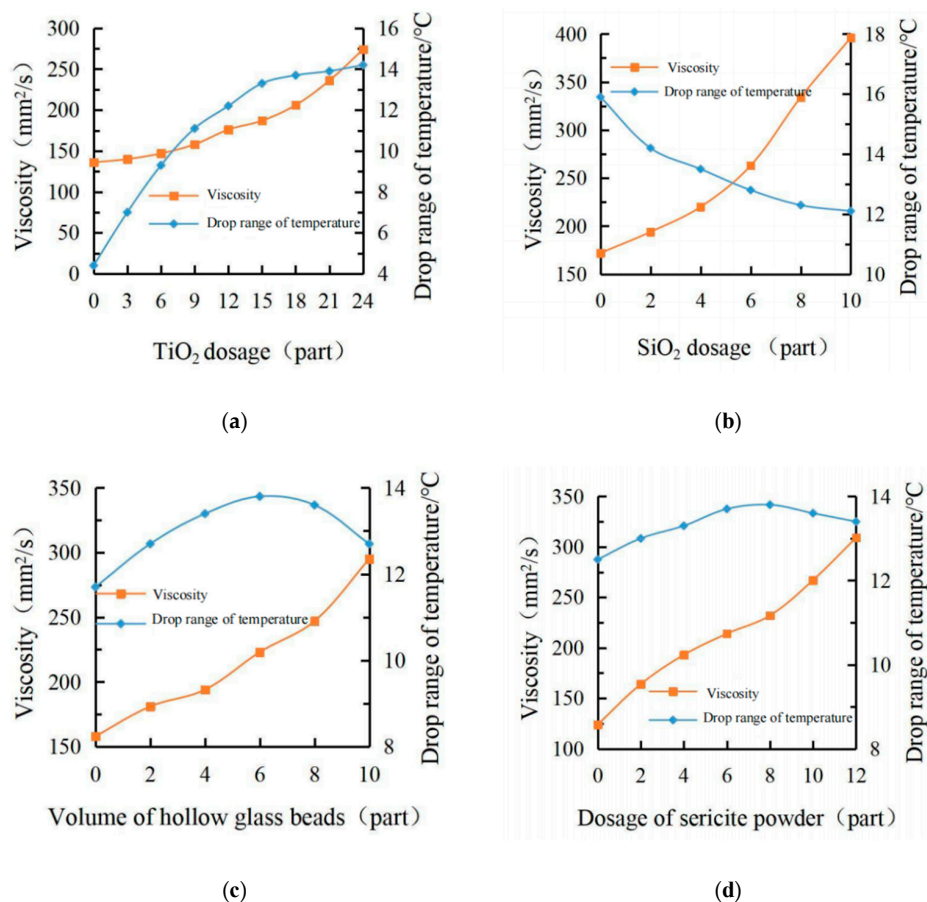 300
250
200
150
100
50
0
Viscosity（mm²/s）
16
14
12
10
8
6
4
Drop range of temperature/℃
Viscosity
Drop range of temperature
0 3 6 9 12 15 18 21 24
TiO₂ dosage（part）
(a)
400
350
300
250
200
150
Viscosity（mm²/s）
18
16
14
12
10
Drop range of temperature/℃
Viscosity
Drop range of temperature
0 2 4 6 8 10
SiO₂ dosage （part）
(b)
350
300
250
200
150
Viscosity（mm²/s）
14
12
10
8
Drop range of temperature/℃
Viscosity
Drop range of temperature
0 2 4 6 8 10
Volume of hollow glass beads（part）
(c)
350
300
250
200
150
100
Viscosity（mm²/s）
14
12
10
8
Drop range of temperature/℃
Viscosity
Drop range of temperature
0 2 4 6 8 10 12
Dosage of sericite powder（part）
(d)